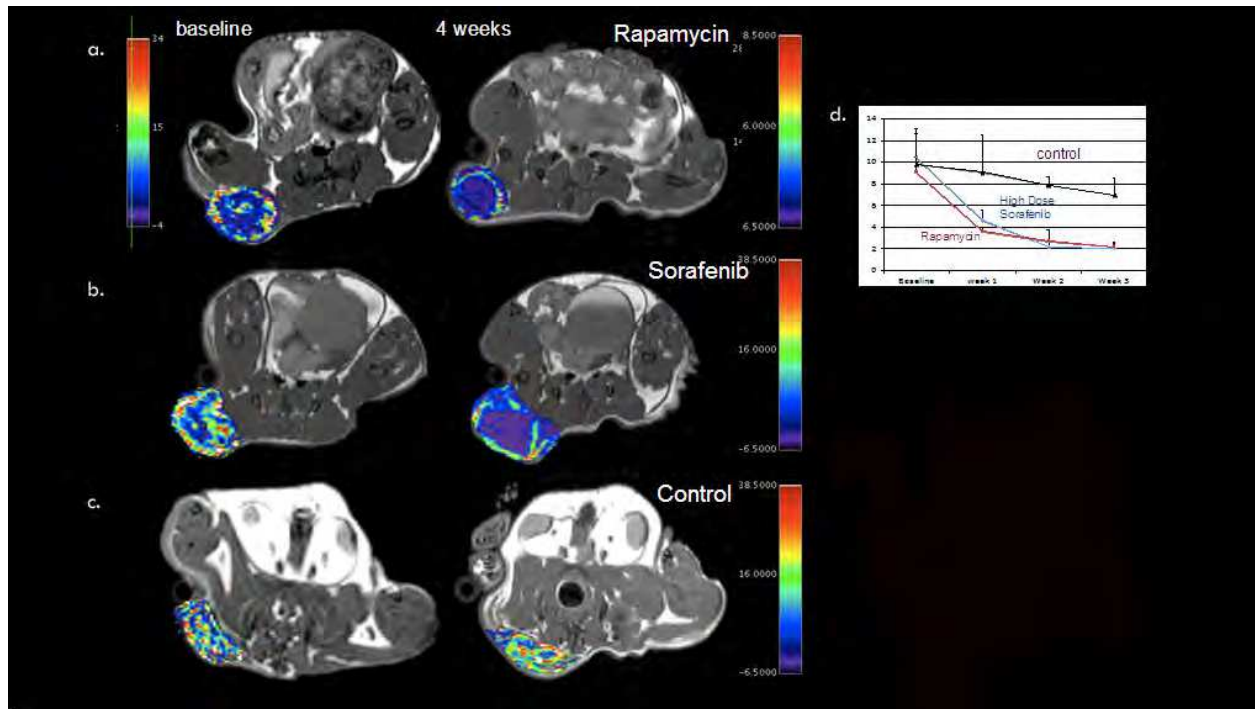 baseline
4 weeks
Rapamycin
a.
b.
Sorafenib
c.
Control
d.
8.5000
6.0000
6.5000
38.5000
16.0000
-6.5000
38.5000
16.0000
-6.5000
15
-4
14
12
10
8
6
4
2
0
control
High Dose
Sorafenib
Rapamycin
Baseline
week 1
Week 2
Week 3